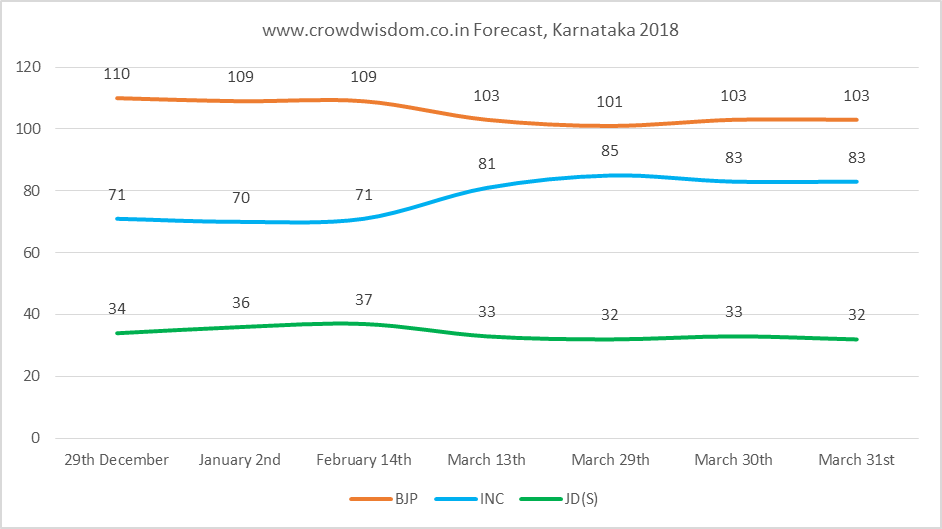 www.crowdwisdom.co.in Forecast, Karnataka 2018
120
110 109 109 103 101 103 103
100
81 85 83 83
80
71 70 71
60
40
34 36 37 33 32 33 32
20
0
29th December January 2nd February 14th March 13th March 29th March 30th March 31st
BJP INC JD(S)